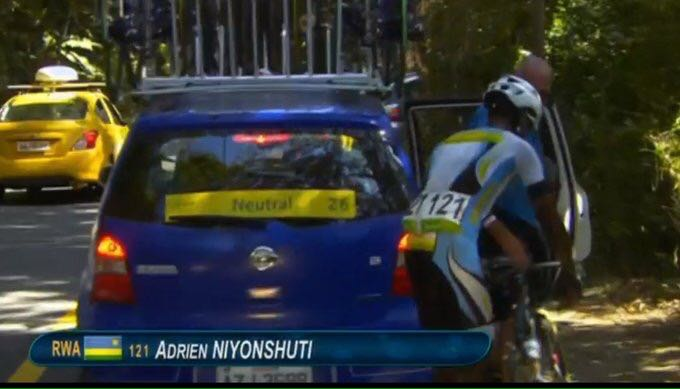 Neutral 26
121
RWA 121 ADRIEN NIYONSHUTI